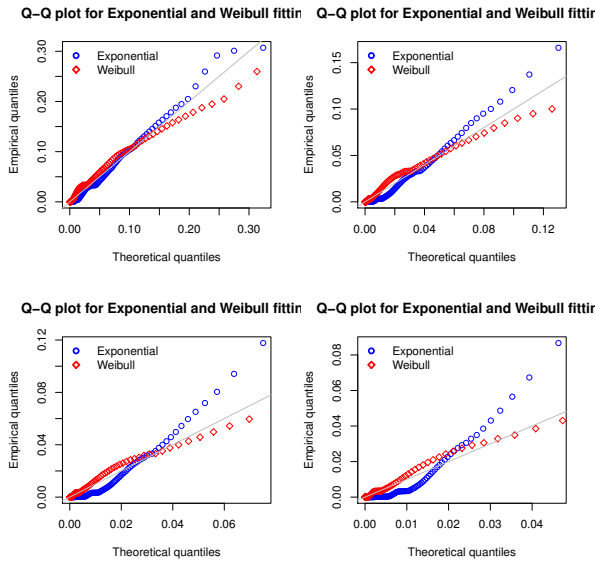 Q−Q plot for Exponential and Weibull fittin
Exponential
Weibull
Empirical quantiles
0.00
0.10
0.20
0.30
0.00
0.10
0.20
0.30
Theoretical quantiles
Q−Q plot for Exponential and Weibull fittin
Exponential
Weibull
Empirical quantiles
0.00
0.05
0.10
0.15
0.00
0.04
0.08
0.12
Theoretical quantiles
Q−Q plot for Exponential and Weibull fittin
Exponential
Weibull
Empirical quantiles
0.00
0.04
0.08
0.12
0.00
0.02
0.04
0.06
Theoretical quantiles
Q−Q plot for Exponential and Weibull fittin
Exponential
Weibull
Empirical quantiles
0.00
0.02
0.04
0.06
0.08
0.00
0.01
0.02
0.03
0.04
Theoretical quantiles